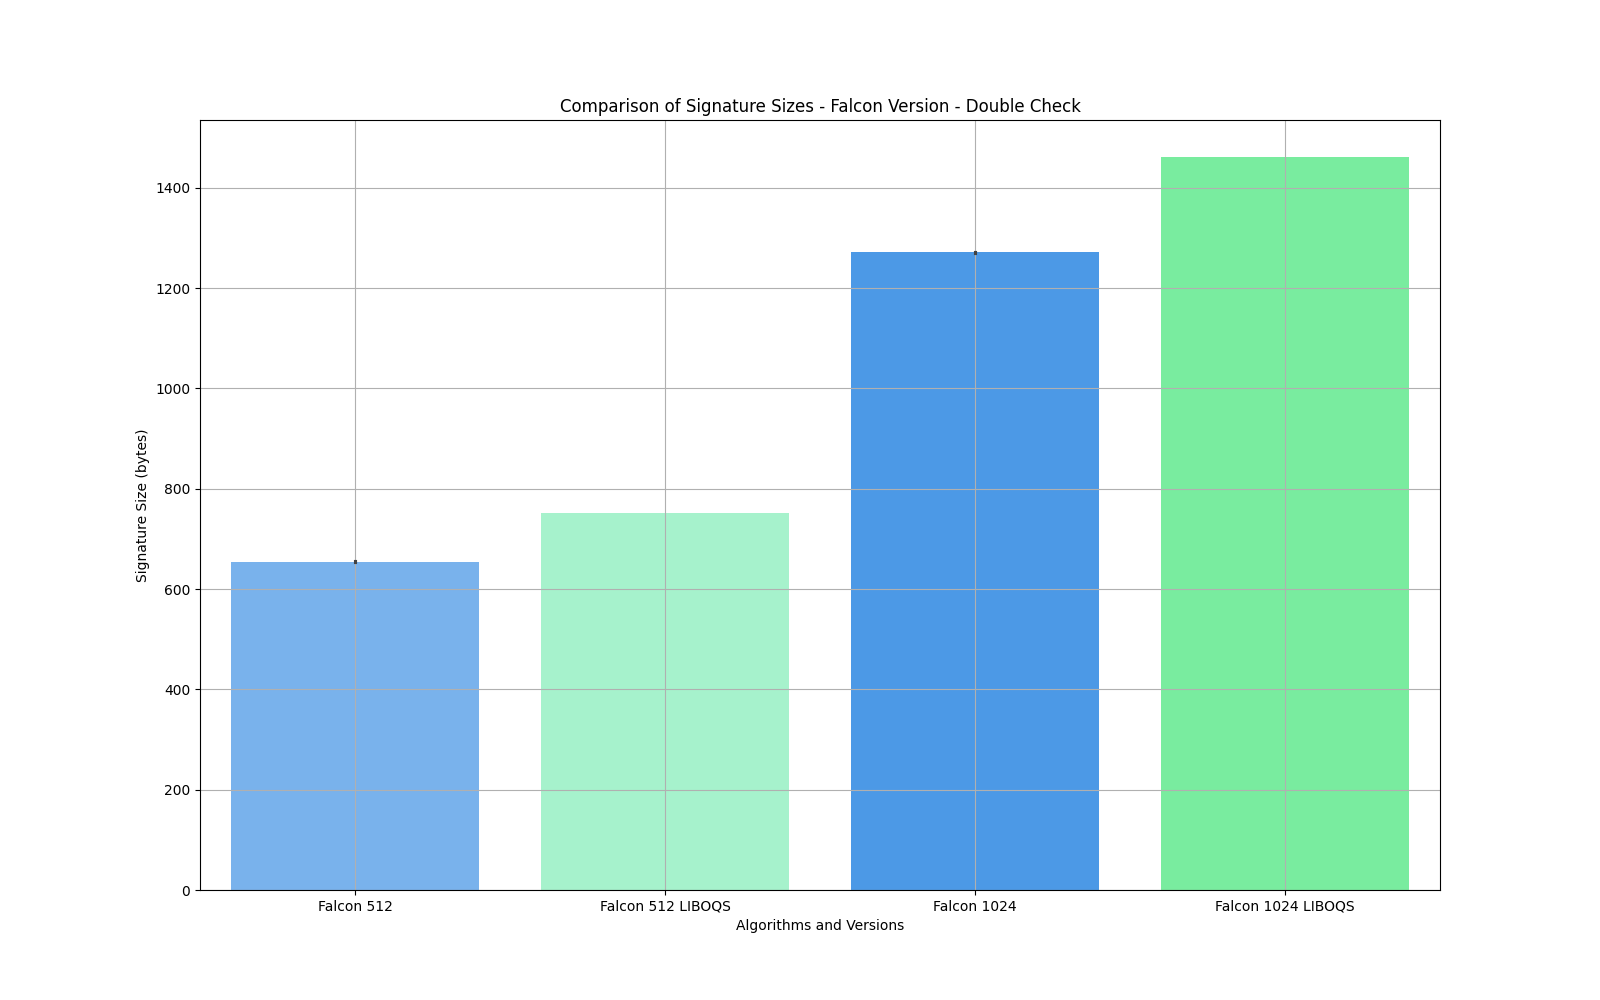 Comparison of Signature Sizes - Falcon Version - Double Check
1400
1200
1000
800
600
400
200
0
Signature Size (bytes)
Falcon 512
Falcon 512 LIBOQS
Falcon 1024
Falcon 1024 LIBOQS
Algorithms and Versions